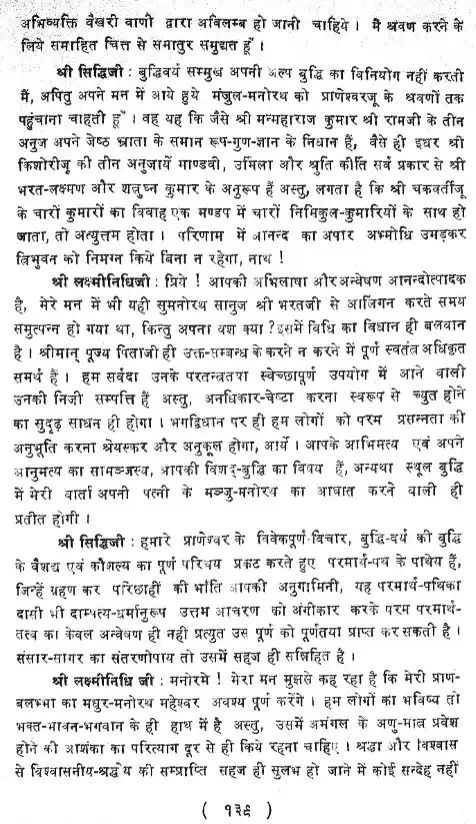 अभिव्यक्ति वैखरी वाणी द्वारा अविलम्ब हो जानी चाहिये । मैं श्रवण करने के
लिये समाहित चित्त से समातुर समुद्यत हूँ ।
श्री सिद्धिजी : बुद्धिवर्य सम्मुख अपनी अल्प बुद्धि का विनियोग नहीं करती
मैं, अपितु अपने मन में आये हुये मंजुल-मनोरथ को प्राणेश्वरजू के श्रवणों तक
पहुंचाना चाहती हूँ । वह यह कि जैसे श्री मन्महाराज कुमार श्री रामजी के तीन
अनुज अपने जेष्ठ भ्राता के समान रूप-गुण-ज्ञान के निधान हैं, वैसे ही इधर श्री
किशोरीजू की तीन अनुजायें माण्डवी, उर्मिला और श्रुति कीर्ति सर्व प्रकार से श्री
भरत-लक्ष्मण और शत्रुघ्न कुमार के अनुरूप हैं अस्तु, लगता है कि श्री चक्रवर्तीजू
के चारों कुमारों का विवाह एक मण्डप में चारों निमिकुल-कुमारियों के साथ हो
जाता, तो अत्युत्तम होता । परिणाम में आनन्द का अपार अम्भोधि उमड़कर
त्रिभुवन को निमग्न किये बिना न रहेगा, नाथ !
श्री लक्ष्मीनिधिजी : प्रिये ! आपकी अभिलाषा और अन्वेषण आनन्दोत्पादक
है, मेरे मन में भी यही सुमनोरथ सानुज श्री भरतजी से आलिंगन करते समय
समुत्पन्न हो गया था, किन्तु अपना वश क्या ? इसमें विधि का विधान ही बलवान
है । श्रीमान् पूज्य पिताजी ही उक्त-सम्बन्ध के करने न करने में पूर्ण स्वतंत्र अधिकृत
समर्थ हैं । हम सर्वदा उनके परतन्त्रतया स्वेच्छापूर्ण उपयोग में आने वाली
उनकी निजी सम्पत्ति हैं अस्तु, अनधिकार-चेष्टा करना स्वरूप से च्युत होने
का सुदृढ़ साधन ही होगा । भगद्विधान पर ही हम लोगों को परम प्रसन्नता की
अनुभूति करना श्रेयस्कर और अनुकूल होगा, आर्ये । आपके आभिमत्य एवं अपने
आनुमत्य का सामञ्जस्य, आपकी विशद्-बुद्धि का विषय हैं, अन्यथा स्थूल बुद्धि
में मेरी वार्ता अपनी पत्नी के मञ्जु-मनोरथ का आघात करने वाली ही
प्रतीत होगी ।
श्री सिद्धिजी : हमारे प्राणेश्वर के विवेकपूर्ण-विचार, बुद्धि-वर्य की बुद्धि
के वैशद्य एवं कौशल्य का पूर्ण परिचय प्रकट करते हुए परमार्थ-पथ के पाथेय हैं,
जिन्हें ग्रहण कर परिछाहीं की भाँति आपकी अनुगामिनी, यह परमार्थ-पथिका
दासी भी दाम्पत्य-धर्मानुरूप उत्तम आचरण को अंगीकार करके परम परमार्थ-
तत्व का केवल अन्वेषण ही नहीं प्रत्युत उस पूर्ण को पूर्णतया प्राप्त कर सकती है ।
संसार-सागर का संतरणोपाय तो उसमें सहज ही सन्निहित है ।
श्री लक्ष्मीनिधि जी : मनोरमे ! मेरा मन मुझसे कह रहा है कि मेरी प्राण-
बलभ्भा का मधुर-मनोरथ महेश्वर अवश्य पूर्ण करेंगे । हम लोगों का भविष्य तो
भक्त-भावन-भगवान के ही हाथ में है अस्तु, उसमें अमंगल के अणु-मात्र प्रवेश
होने की आशंका का परित्याग दूर से ही किये रहना चाहिए । श्रद्धा और विश्वास
से विश्वासनीय-श्रद्धेय की सम्प्राप्ति सहज ही सुलभ हो जाने में कोई सन्देह नहीं
( १३९ )